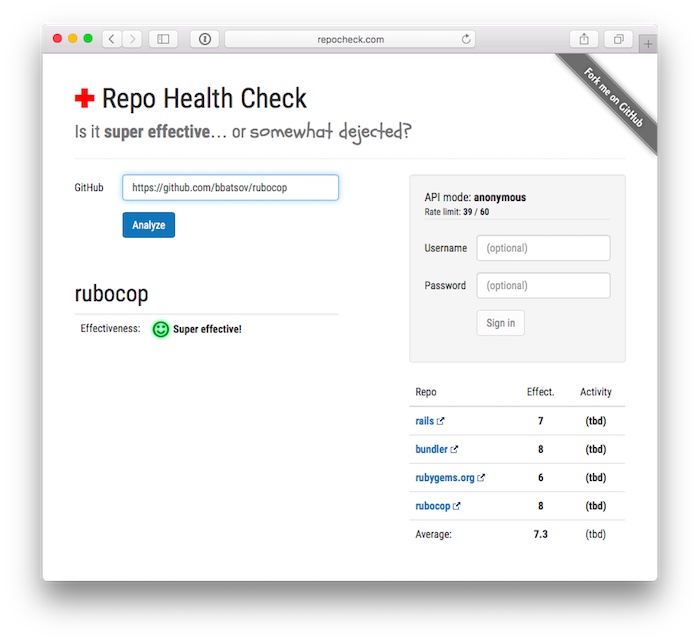 repocheck.com
Fork me on GitHub
Repo Health Check
Is it super effective... or somewhat dejected?
GitHub https://github.com/bbatsov/rubocop
Analyze
rubocop
Effectiveness: Super effective!
API mode: anonymous
Rate limit: 39 / 60
Username (optional)
Password (optional)
Sign in
Repo Effect. Activity
rails 7 (tbd)
bundler 8 (tbd)
rubygems.org 6 (tbd)
rubocop 8 (tbd)
Average: 7.3 (tbd)